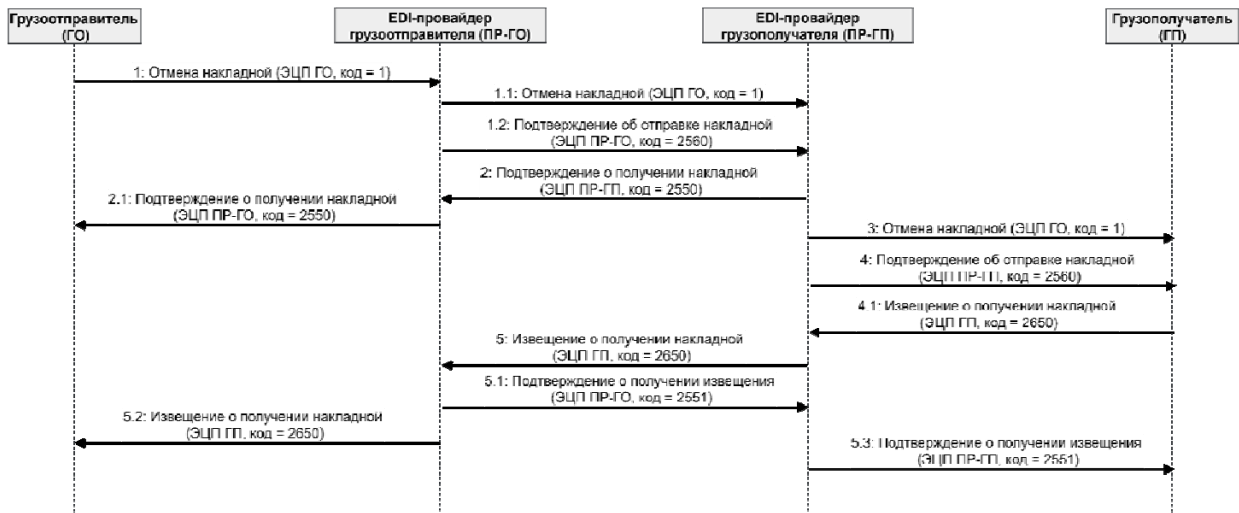 Грузоотправитель
(ГО)
EDI-провайдер
грузоотправителя (ПР-ГО)
EDI-провайдер
грузополучателя (ПР-ГП)
Грузополучатель
(ГП)
1: Отмена накладной (ЭЦП ГО, код = 1)
1.1: Отмена накладной (ЭЦП ГО, код = 1)
1.2: Подтверждение об отправке накладной
(ЭЦП ПР-ГО, код = 2560)
2: Подтверждение о получении накладной
(ЭЦП ПР-ГП, код = 2550)
2.1: Подтверждение о получении накладной
(ЭЦП ПР-ГО, код = 2550)
3: Отмена накладной (ЭЦП ГО, код = 1)
4: Подтверждение об отправке накладной
(ЭЦП ПР-ГП, код = 2560)
4.1: Извещение о получении накладной
(ЭЦП ГП, код = 2650)
5: Извещение о получении накладной
(ЭЦП ГП, код = 2650)
5.1: Подтверждение о получении извещения
(ЭЦП ПР-ГО, код = 2551)
5.2: Извещение о получении накладной
(ЭЦП ГП, код = 2650)
5.3: Подтверждение о получении извещения
(ЭЦП ПР-ГП, код = 2551)